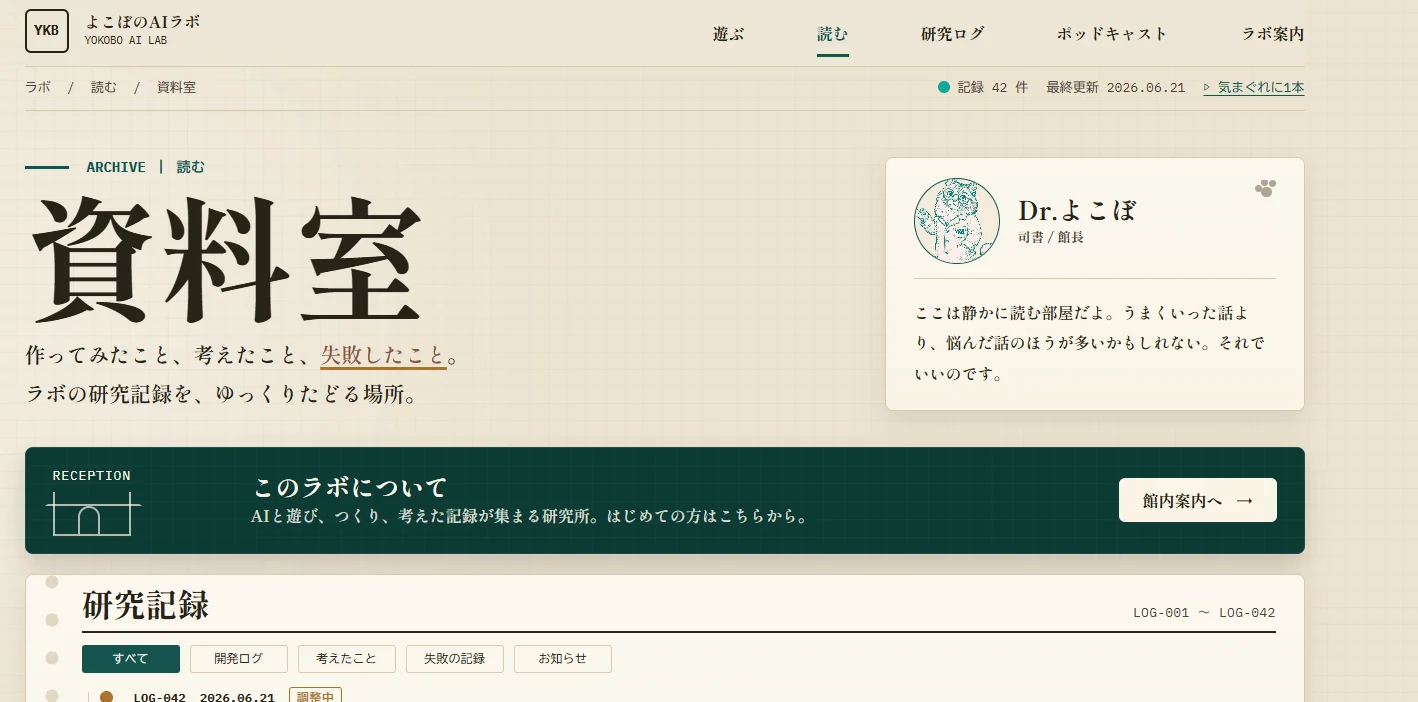 YKB
よこぼのAIラボ
YOKOBO AI LAB
遊ぶ 読む 研究ログ ポッドキャスト ラボ案内
ラボ / 読む / 資料室
記録 42 件 最終更新 2026.06.21 ▷ 気まぐれに1本
ARCHIVE | 読む
資料室
作ってみたこと、考えたこと、失敗したこと。
ラボの研究記録を、ゆっくりたどる場所。
Dr.よこぼ
司書 / 館長
ここは静かに読む部屋だよ。うまくいった話よ
り、悩んだ話のほうが多いかもしれない。それで
いいのです。
RECEPTION
このラボについて
AIと遊び、つくり、考えた記録が集まる研究所。はじめての方はこちらから。
館内案内へ →
研究記録
LOG-001 〜 LOG-042
すべて 開発ログ 考えたこと 失敗の記録 お知らせ
LOG-042 2026.06.21 調整中